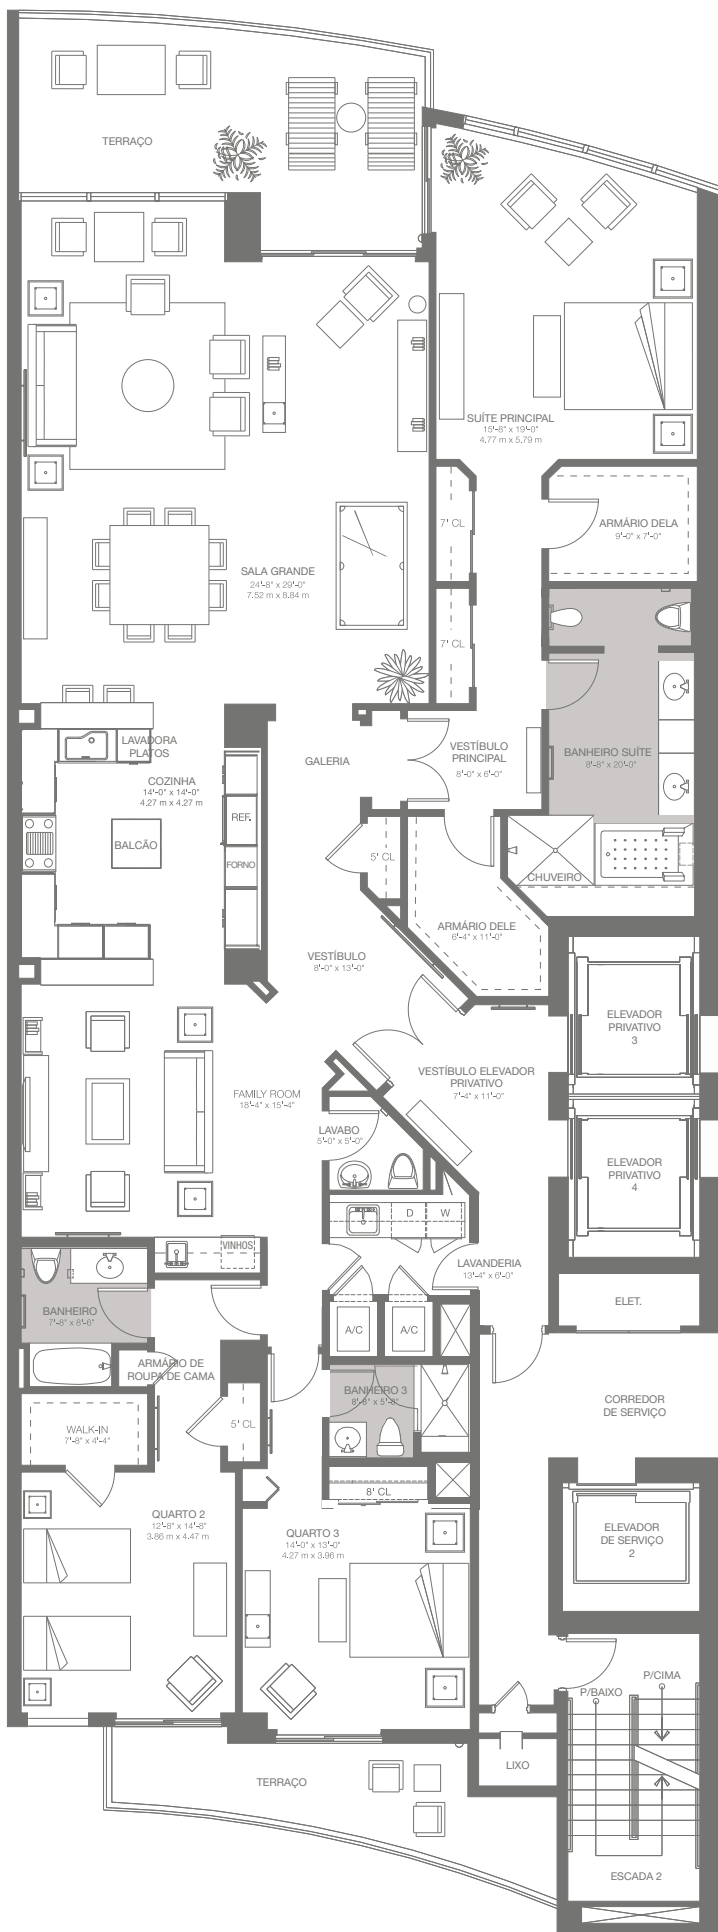 TERRAÇO
SUÍTE PRINCIPAL
15'-8" x 19'-0"
4.77 m x 5.79 m
7' CL
ARMÁRIO DELA
9'-0" x 7'-0"
SALA GRANDE
24'-8" x 29'-0"
7.52 m x 8.84 m
7' CL
LAVADORA
PLATOS
COZINHA
14'-0" x 14'-0"
4.27 m x 4.27 m
GALERIA
VESTÍBULO
PRINCIPAL
8'-0" x 6'-0"
BANHEIRO SUÍTE
8'-8" x 20'-0"
REF.
BALCÃO
FORNO
5' CL
CHUVEIRO
ARMÁRIO DELE
6'-4" x 11'-0"
VESTÍBULO
8'-0" x 13'-0"
ELEVADOR
PRIVATIVO
3
VESTÍBULO ELEVADOR
PRIVATIVO
7'-4" x 11'-0"
FAMILY ROOM
18'-4" x 15'-4"
LAVABO
5'-0" x 5'-0"
ELEVADOR
PRIVATIVO
4
D
W
VINHOS
LAVANDERIA
13'-4" x 6'-0"
BANHEIRO
7'-8" x 8'-6"
A/C
A/C
ELET.
ARMÁRIO DE
ROUPA DE CAMA
BANHEIRO 3
8'-8" x 5'-8"
CORREDOR
DE SERVIÇO
WALK-IN
7'-8" x 4'-4"
5' CL
8' CL
QUARTO 2
12'-8" x 14'-8"
3.86 m x 4.47 m
QUARTO 3
14'-0" x 13'-0"
4.27 m x 3.96 m
ELEVADOR
DE SERVIÇO
2
P/CIMA
P/BAIXO
LIXO
TERRAÇO
ESCADA 2